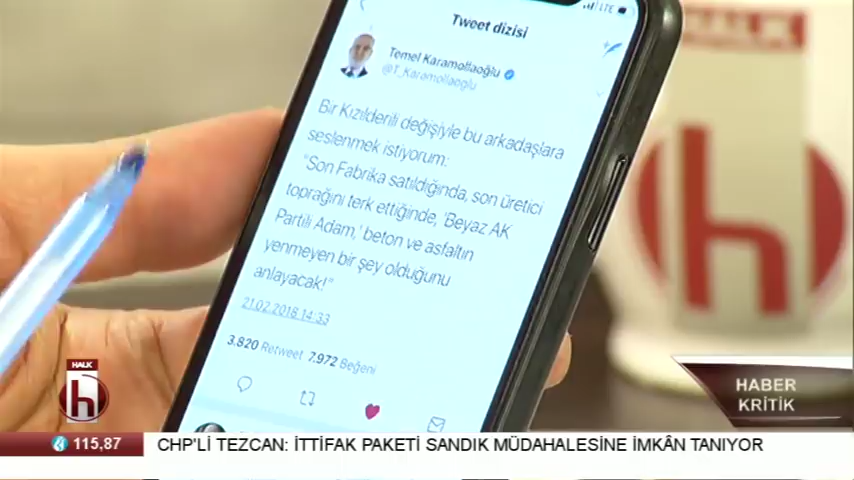 LTE
Tweet dizisi
Temel Karamollaoğlu
@T_Karamollaoglu
Bir Kızılderili değişiyle bu arkadaşlara
seslenmek istiyorum:
"Son Fabrika satıldığında, son üretici
toprağını terk ettiğinde, 'Beyaz AK
Partili Adam,' beton ve asfaltın
yenmeyen bir şey olduğunu
anlayacak!"
21.02.2018 14:33
3.820 Retweet 7.972 Beğeni
HALK
h
h
HALK
h
HABER
KRİTİK
115,87
CHP'Lİ TEZCAN: İTTİFAK PAKETİ SANDIK MÜDAHALESİNE İMKÂN TANIYOR